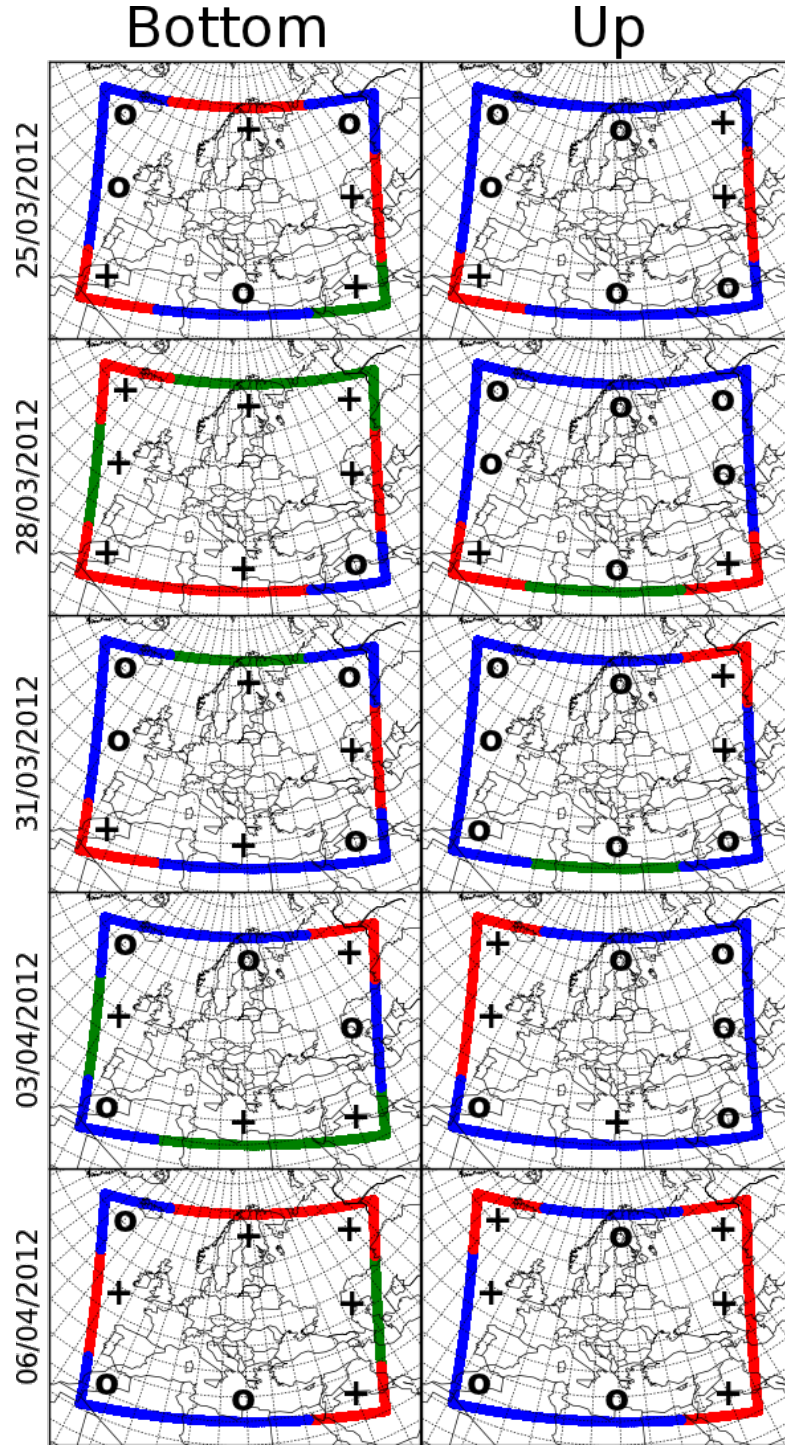 Bottom Up
25/03/2012
+ o + o + + o o +
o o + o + + o o
28/03/2012
+ + + + + + + o
o o o o o + o +
31/03/2012
o + o o + + + o
o o + o + o o o
03/04/2012
o o + + o o + +
+ o o + o o + o
06/04/2012
o + + + + o o +
+ o + + + +